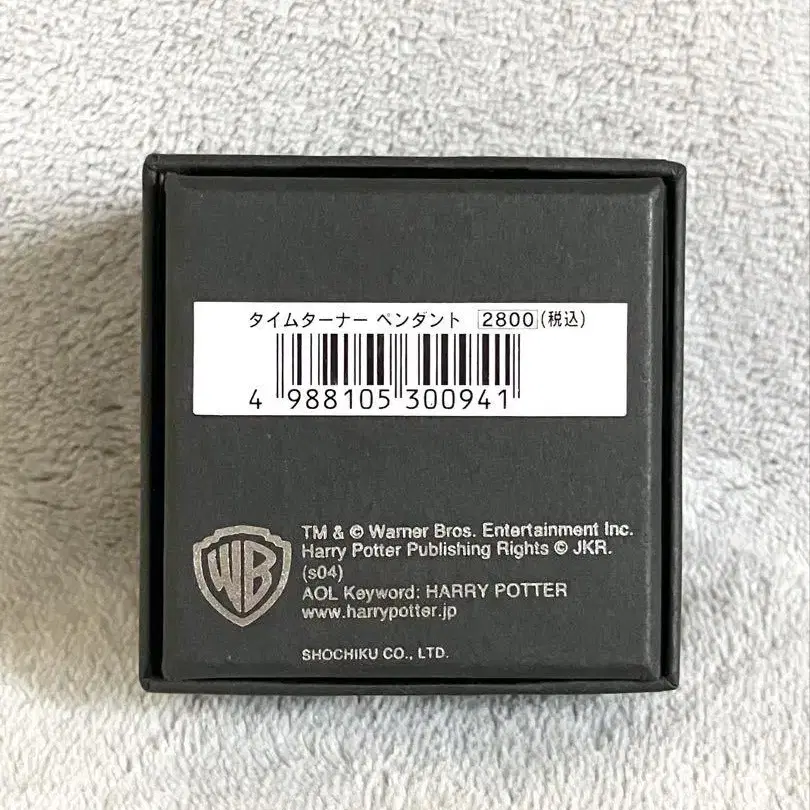 タイムターナー ペンダント 2800(税込)
4 988105 300941
WB
TM & © Warner Bros. Entertainment Inc.
Harry Potter Publishing Rights © JKR.
(s04)
AOL Keyword: HARRY POTTER
www.harrypotter.jp
SHOCHIKU CO., LTD.